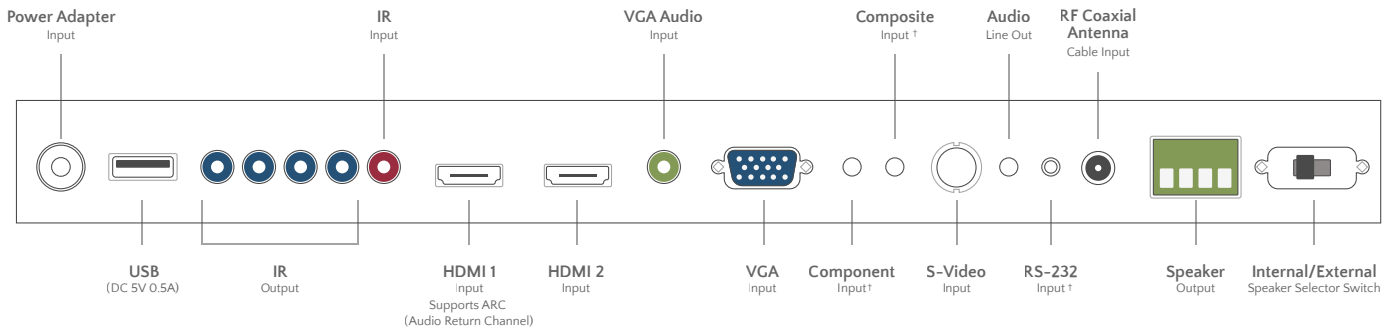 Power Adapter
Input
IR
Input
VGA Audio
Input
Composite
Input †
Audio
Line Out
RF Coaxial
Antenna
Cable Input
USB
(DC 5V 0.5A)
IR
Output
HDMI 1
Input
Supports ARC
(Audio Return Channel)
HDMI 2
Input
VGA
Input
Component
Input†
S-Video
Input
RS-232
Input †
Speaker
Output
Internal/External
Speaker Selector Switch